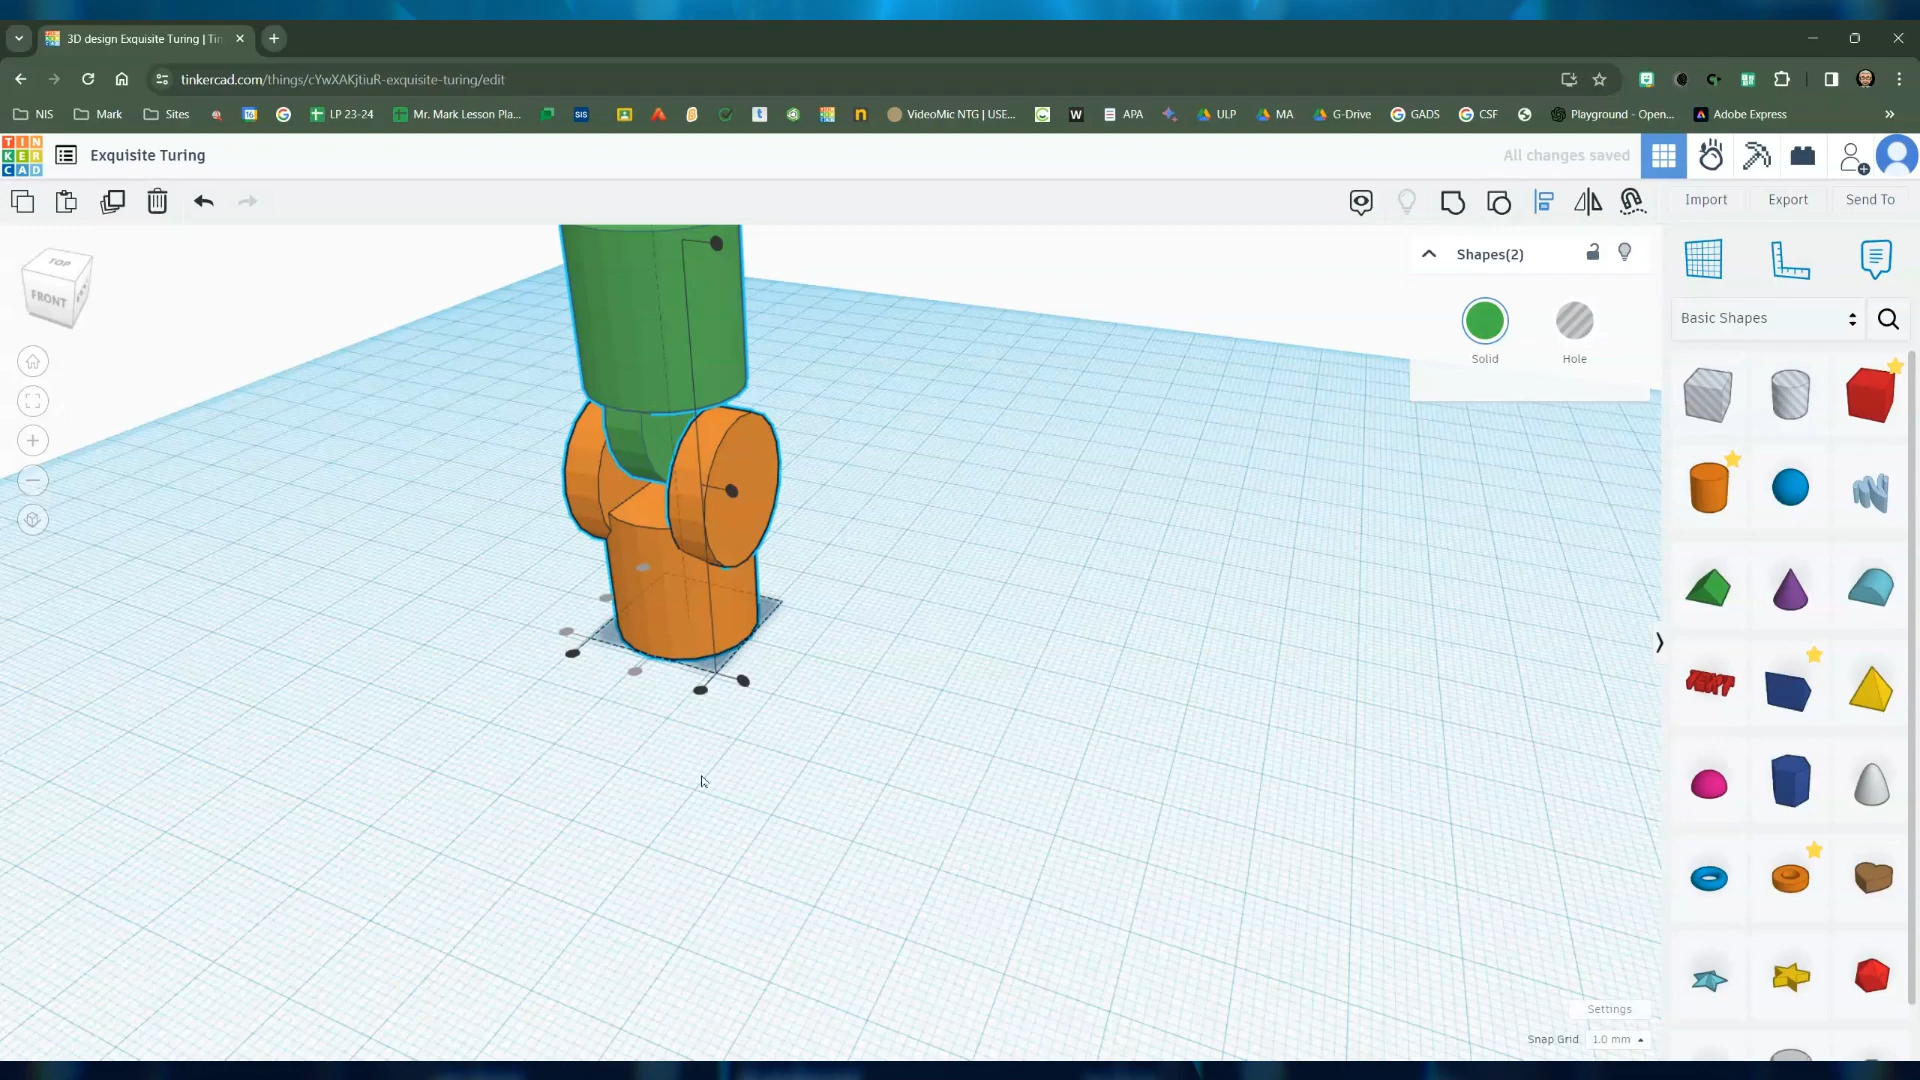 3D design Exquisite Turing | Tin
tinkercad.com/things/cYwXAKjtiuR-exquisite-turing/edit
NIS
Mark
Sites
16
LP 23-24
Mr. Mark Lesson Pla...
SIS
VideoMic NTG | USE...
W
APA
ULP
MA
G-Drive
GADS
CSF
Playground - Open...
Adobe Express
TIN
KER
CAD
Exquisite Turing
All changes saved
Import
Export
Send To
TOP
FRONT
Shapes(2)
Solid
Hole
Basic Shapes
TEXT
Settings
Snap Grid
1.0 mm